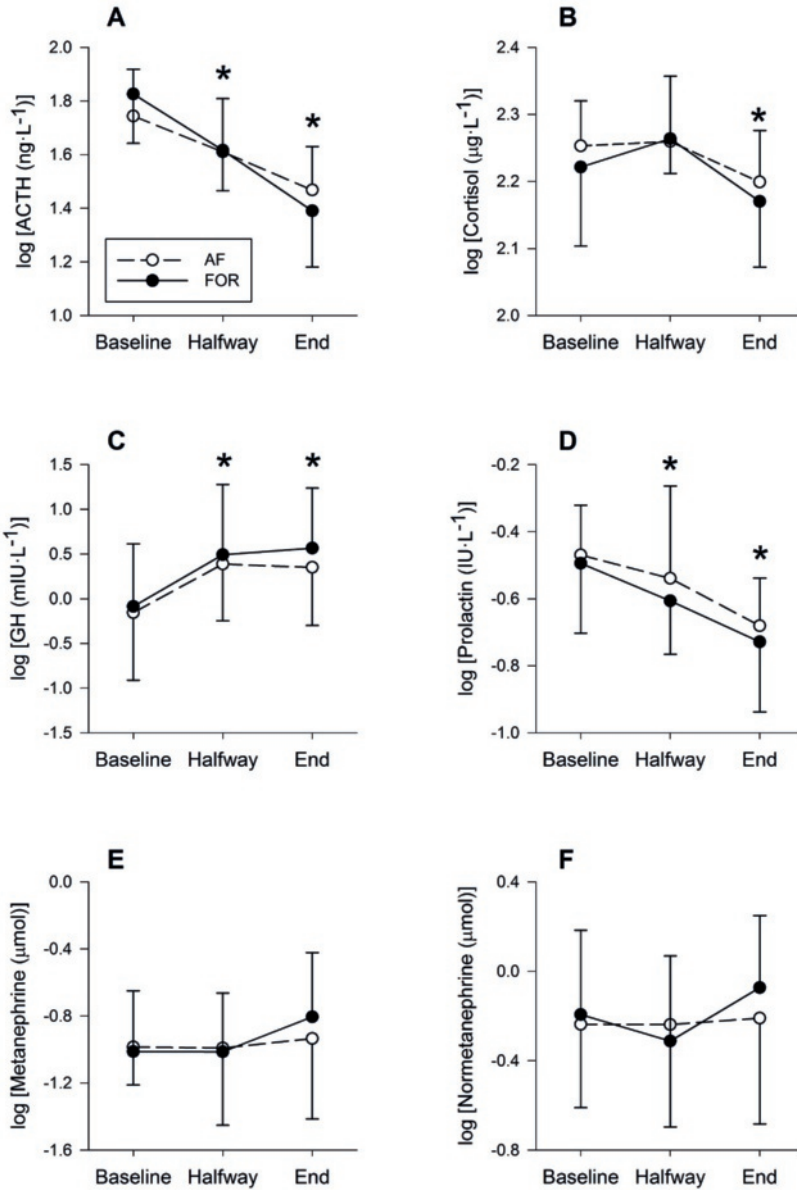 A
log [ACTH (ng·L⁻¹)]
2.0
1.8
1.6
1.4
1.2
1.0
*
*
AF
FOR
Baseline Halfway End
B
log [Cortisol (μg·L⁻¹)]
2.4
2.3
2.2
2.1
2.0
*
Baseline Halfway End
C
log [GH (mIU·L⁻¹)]
1.5
1.0
0.5
0.0
-0.5
-1.0
-1.5
*
*
Baseline Halfway End
D
log [Prolactin (IU·L⁻¹)]
-0.2
-0.4
-0.6
-0.8
-1.0
*
*
Baseline Halfway End
E
log [Metanephrine (μmol)]
0.0
-0.4
-0.8
-1.2
-1.6
Baseline Halfway End
F
log [Normetanephrine (μmol)]
0.4
0.0
-0.4
-0.8
Baseline Halfway End